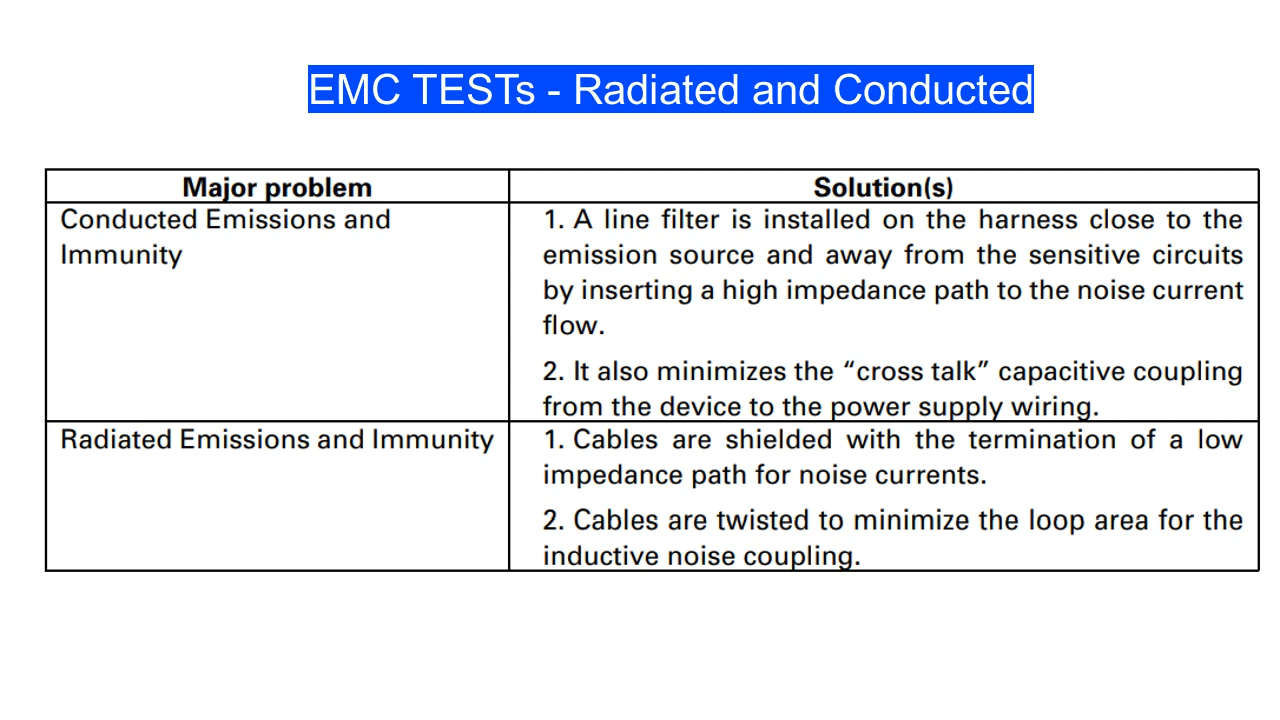 EMC TESTs - Radiated and Conducted
Major problem
Solution(s)
Conducted Emissions and
Immunity
1. A line filter is installed on the harness close to the
emission source and away from the sensitive circuits
by inserting a high impedance path to the noise current
flow.
2. It also minimizes the “cross talk” capacitive coupling
from the device to the power supply wiring.
Radiated Emissions and Immunity
1. Cables are shielded with the termination of a low
impedance path for noise currents.
2. Cables are twisted to minimize the loop area for the
inductive noise coupling.